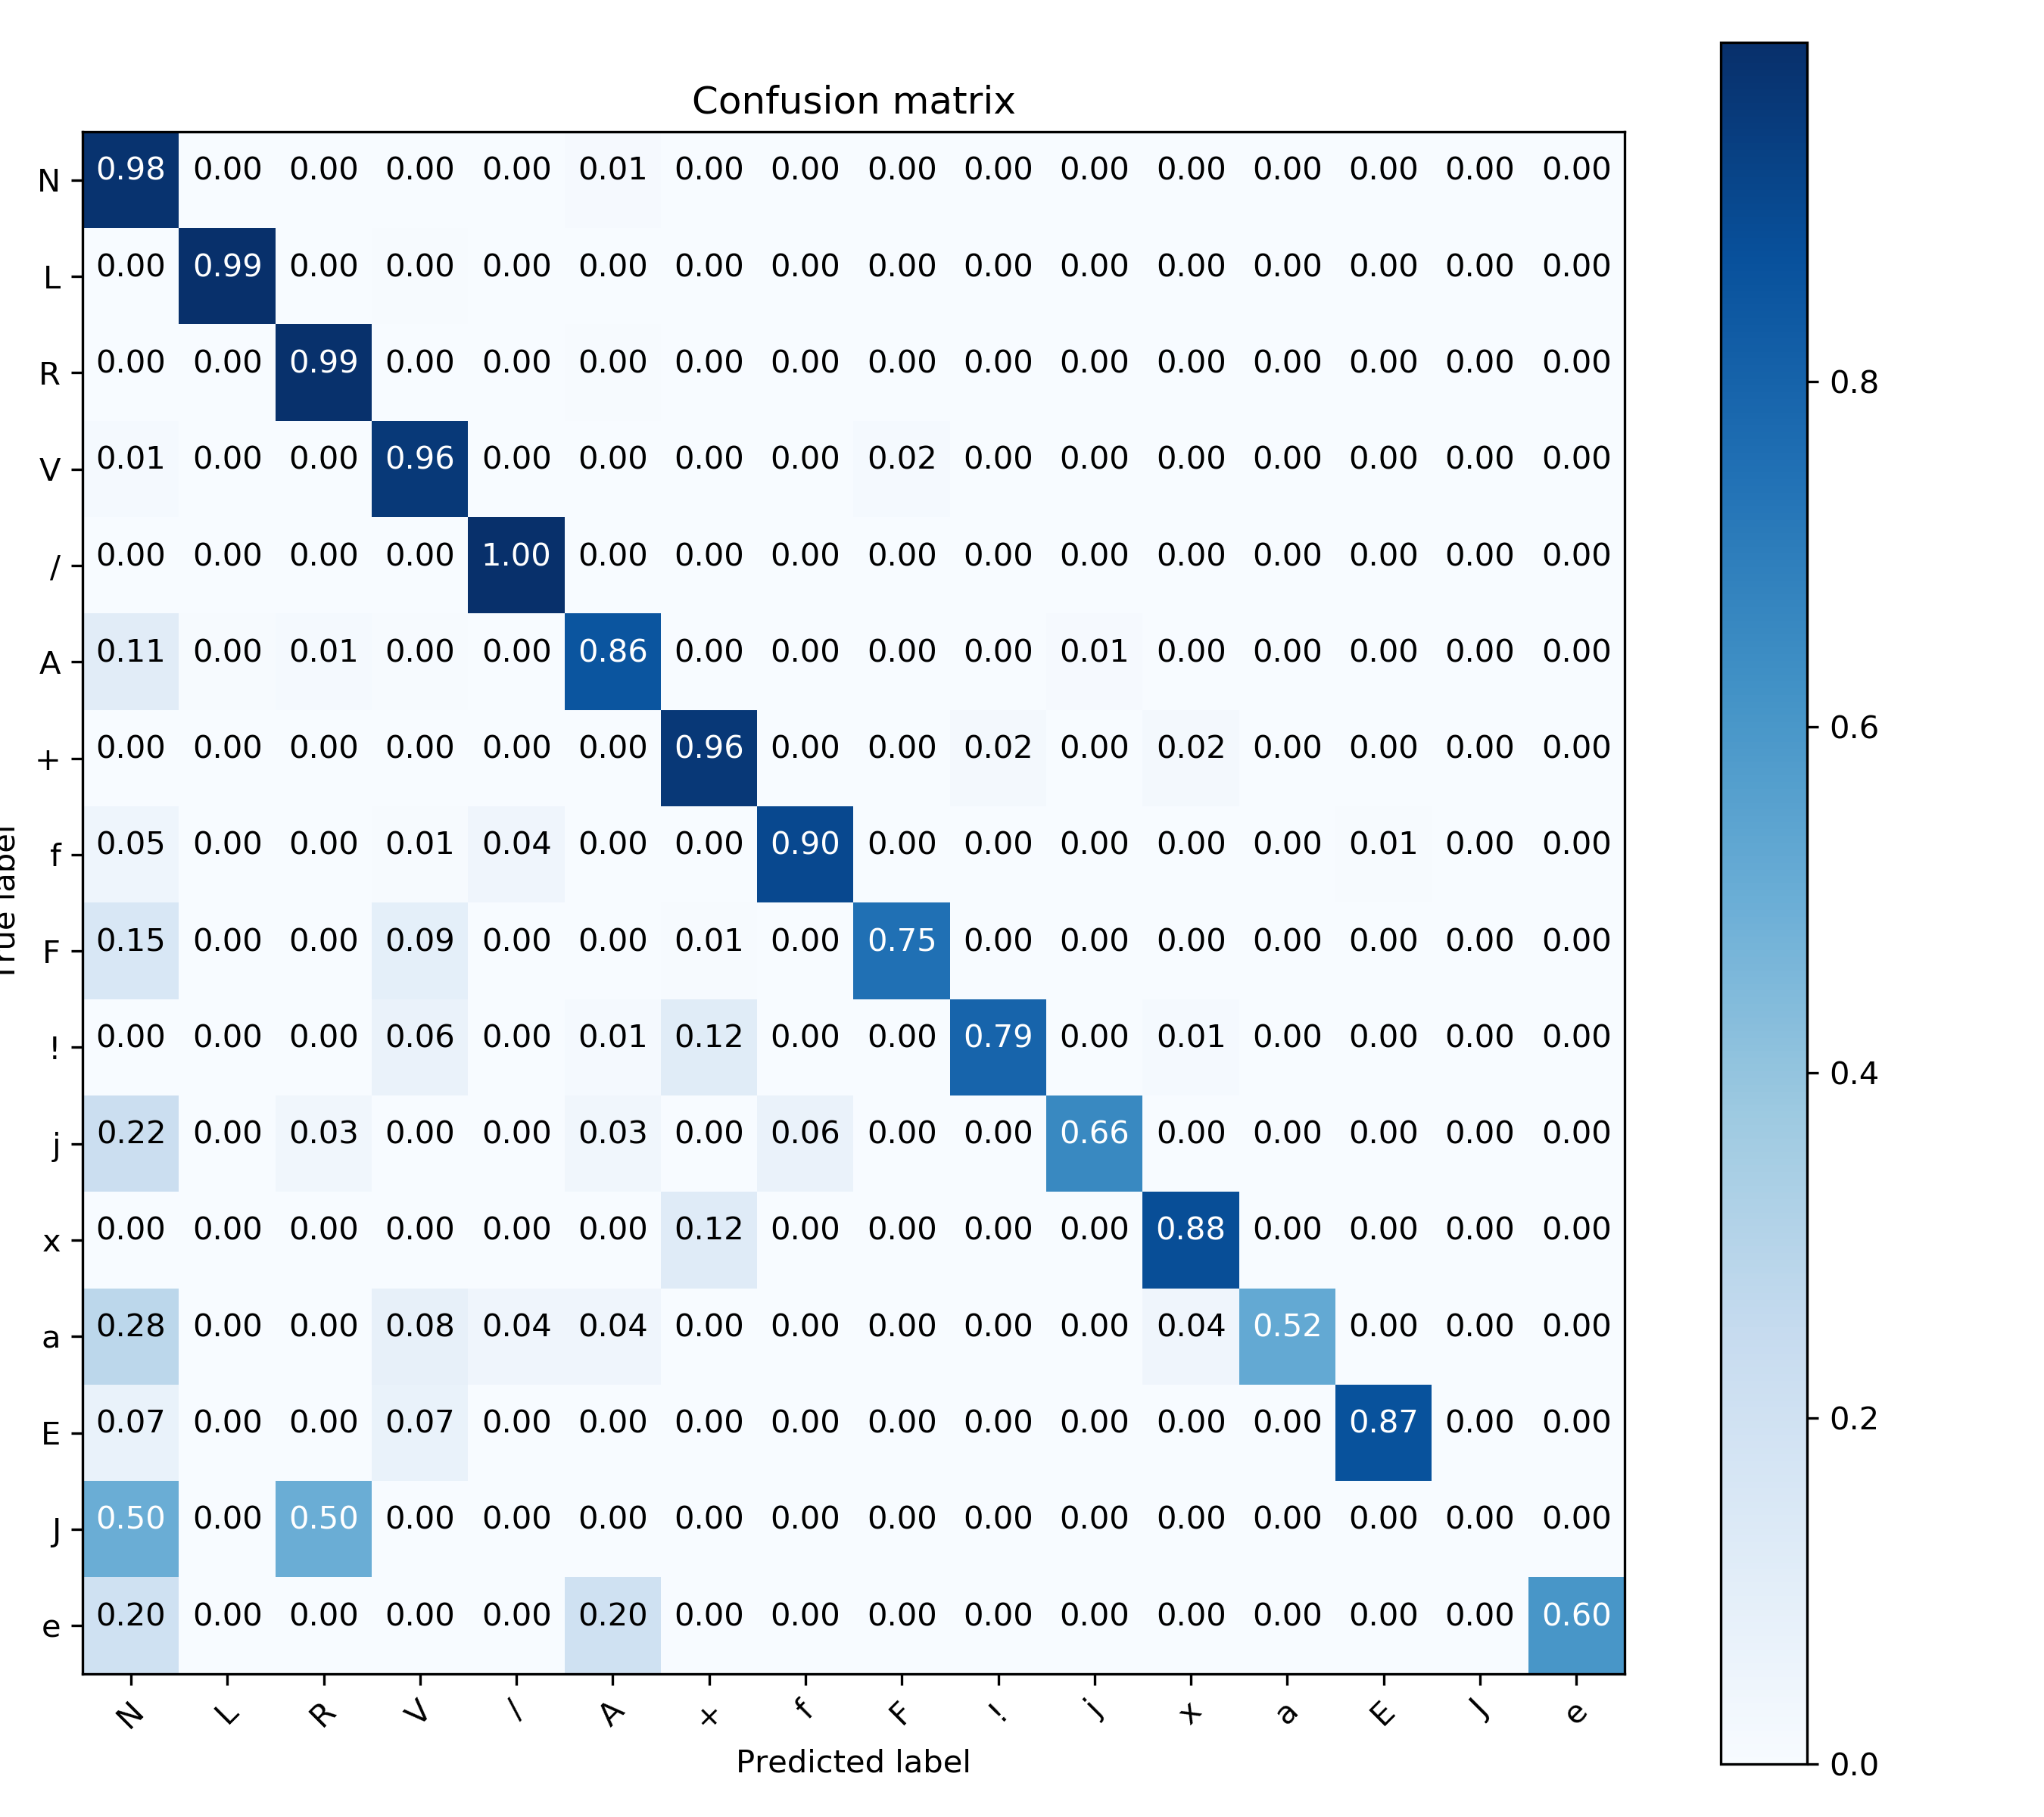 Confusion matrix
N 0.98 0.00 0.00 0.00 0.00 0.01 0.00 0.00 0.00 0.00 0.00 0.00 0.00 0.00 0.00 0.00
L 0.00 0.99 0.00 0.00 0.00 0.00 0.00 0.00 0.00 0.00 0.00 0.00 0.00 0.00 0.00 0.00
R 0.00 0.00 0.99 0.00 0.00 0.00 0.00 0.00 0.00 0.00 0.00 0.00 0.00 0.00 0.00 0.00
V 0.01 0.00 0.00 0.96 0.00 0.00 0.00 0.00 0.02 0.00 0.00 0.00 0.00 0.00 0.00 0.00
/ 0.00 0.00 0.00 0.00 1.00 0.00 0.00 0.00 0.00 0.00 0.00 0.00 0.00 0.00 0.00 0.00
A 0.11 0.00 0.01 0.00 0.00 0.86 0.00 0.00 0.00 0.00 0.01 0.00 0.00 0.00 0.00 0.00
+ 0.00 0.00 0.00 0.00 0.00 0.00 0.96 0.00 0.00 0.02 0.00 0.02 0.00 0.00 0.00 0.00
f 0.05 0.00 0.00 0.01 0.04 0.00 0.00 0.90 0.00 0.00 0.00 0.00 0.00 0.01 0.00 0.00
F 0.15 0.00 0.00 0.09 0.00 0.00 0.01 0.00 0.75 0.00 0.00 0.00 0.00 0.00 0.00 0.00
! 0.00 0.00 0.00 0.06 0.00 0.01 0.12 0.00 0.00 0.79 0.00 0.01 0.00 0.00 0.00 0.00
j 0.22 0.00 0.03 0.00 0.00 0.03 0.00 0.06 0.00 0.00 0.66 0.00 0.00 0.00 0.00 0.00
x 0.00 0.00 0.00 0.00 0.00 0.00 0.12 0.00 0.00 0.00 0.00 0.88 0.00 0.00 0.00 0.00
a 0.28 0.00 0.00 0.08 0.04 0.04 0.00 0.00 0.00 0.00 0.00 0.04 0.52 0.00 0.00 0.00
E 0.07 0.00 0.00 0.07 0.00 0.00 0.00 0.00 0.00 0.00 0.00 0.00 0.00 0.87 0.00 0.00
J 0.50 0.00 0.50 0.00 0.00 0.00 0.00 0.00 0.00 0.00 0.00 0.00 0.00 0.00 0.00 0.00
e 0.20 0.00 0.00 0.00 0.00 0.20 0.00 0.00 0.00 0.00 0.00 0.00 0.00 0.00 0.00 0.60
N L R V / A + f F ! j x a E J e
Predicted label
True label
0.8
0.6
0.4
0.2
0.0